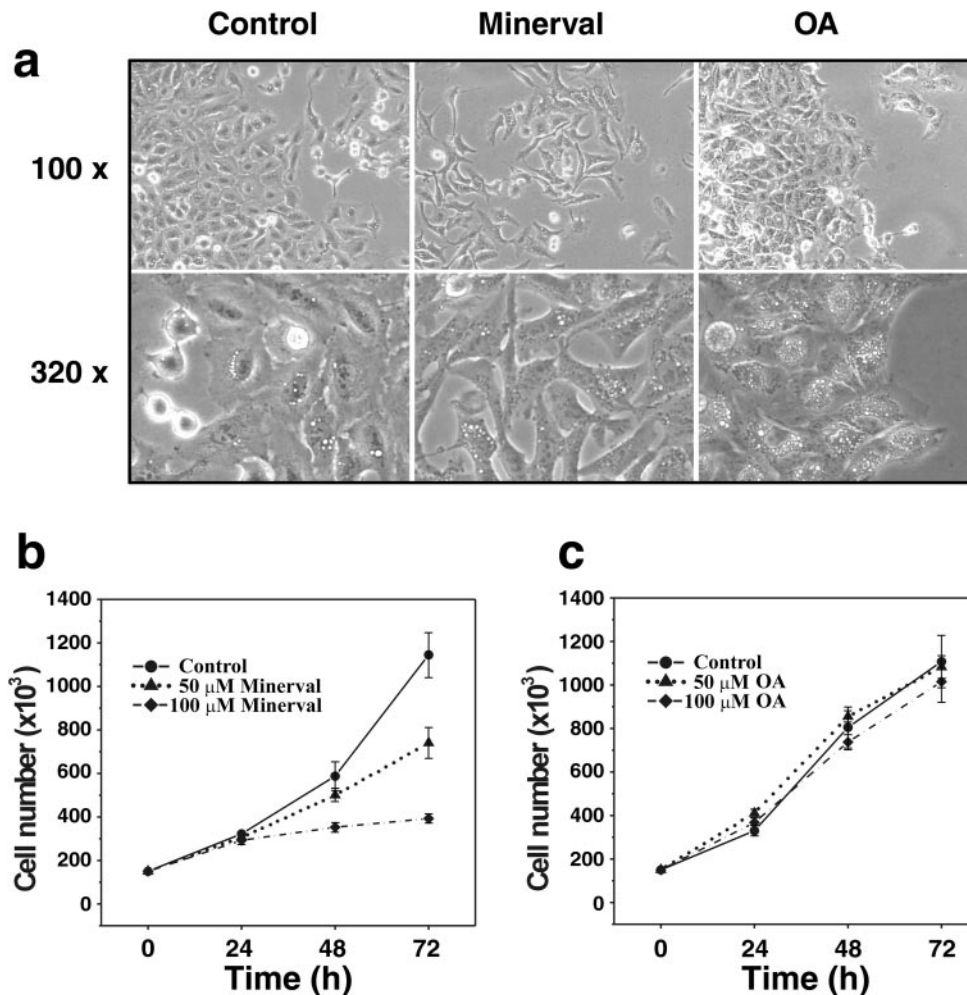 Control Minerval OA
a
100 x
320 x
b
1400
1200
1000
800
600
400
200
0
Cell number (x10³)
Control
50 μM Minerval
100 μM Minerval
0 24 48 72
Time (h)
c
1400
1200
1000
800
600
400
200
0
Cell number (x10³)
Control
50 μM OA
100 μM OA
0 24 48 72
Time (h)